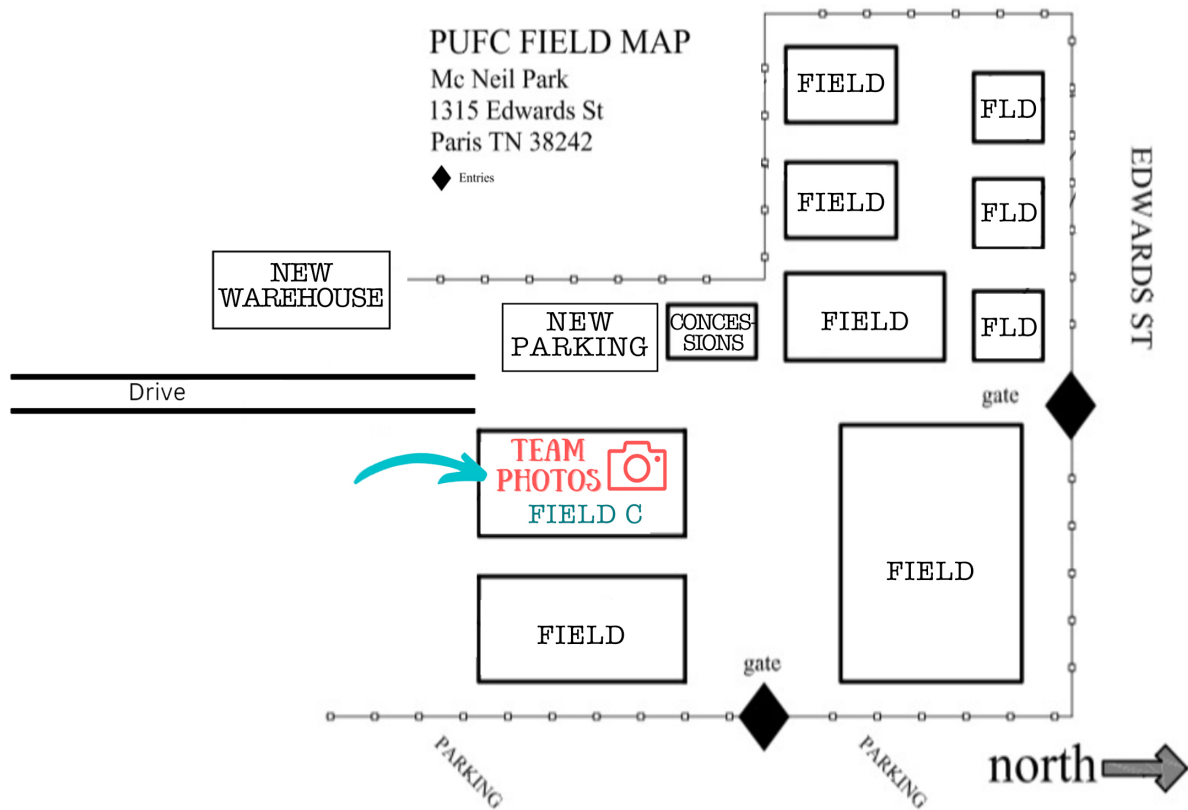 PUFC FIELD MAP
Mc Neil Park
1315 Edwards St
Paris TN 38242
Entries
FIELD
FLD
FIELD
FLD
EDWARDS ST
NEW
WAREHOUSE
NEW
PARKING
CONCES-
SIONS
FIELD
FLD
Drive
gate
TEAM
PHOTOS
FIELD C
FIELD
FIELD
gate
PARKING
PARKING
north